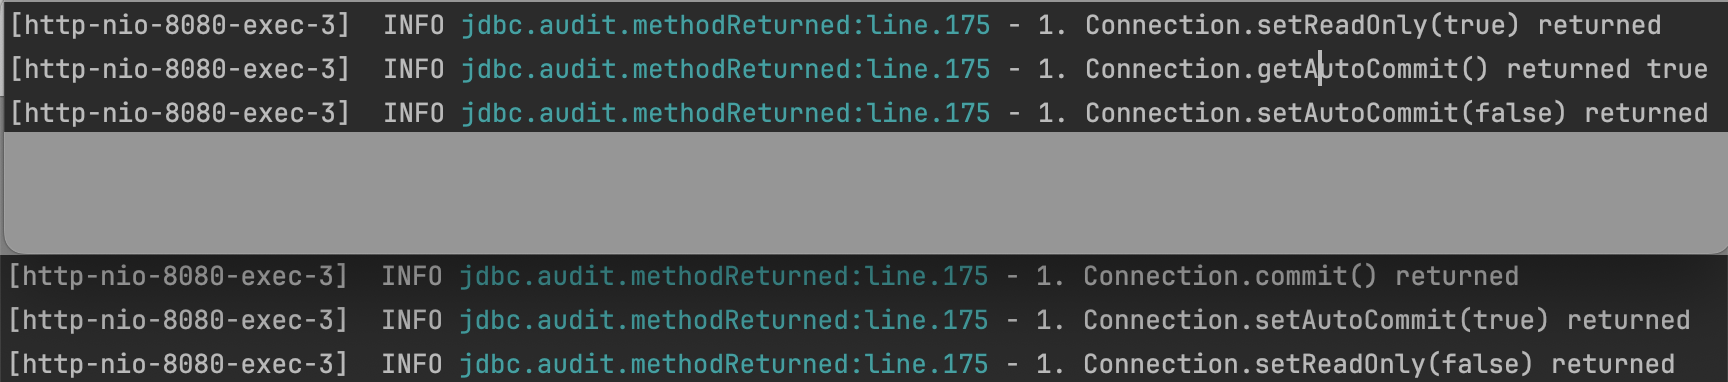 [http-nio-8080-exec-3]  INFO jdbc.audit.methodReturned:line.175 - 1. Connection.setReadOnly(true) returned
[http-nio-8080-exec-3]  INFO jdbc.audit.methodReturned:line.175 - 1. Connection.getAutoCommit() returned true
[http-nio-8080-exec-3]  INFO jdbc.audit.methodReturned:line.175 - 1. Connection.setAutoCommit(false) returned
[http-nio-8080-exec-3]  INFO jdbc.audit.methodReturned:line.175 - 1. Connection.commit() returned
[http-nio-8080-exec-3]  INFO jdbc.audit.methodReturned:line.175 - 1. Connection.setAutoCommit(true) returned
[http-nio-8080-exec-3]  INFO jdbc.audit.methodReturned:line.175 - 1. Connection.setReadOnly(false) returned